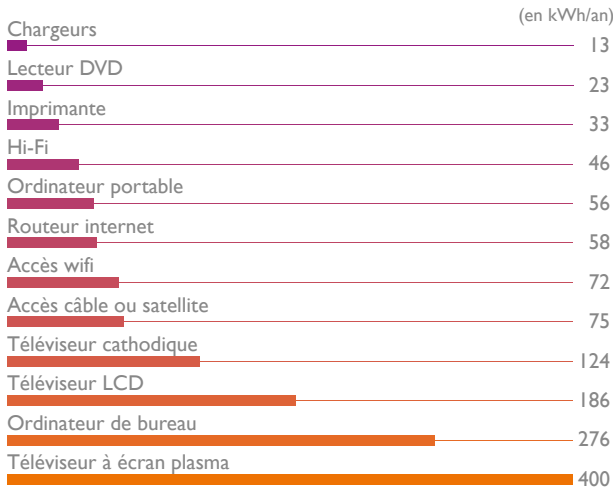 (en kWh/an)
Chargeurs
13
Lecteur DVD
23
Imprimante
33
Hi-Fi
46
Ordinateur portable
56
Routeur internet
58
Accès wifi
72
Accès câble ou satellite
75
Téléviseur cathodique
124
Téléviseur LCD
186
Ordinateur de bureau
276
Téléviseur à écran plasma
400